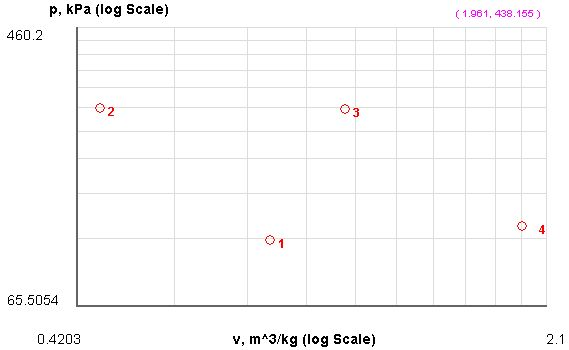 p, kPa (log Scale)
( 1.961, 438.155 )
460.2
2
3
1
4
65.5054
0.4203
v, m^3/kg (log Scale)
2.1